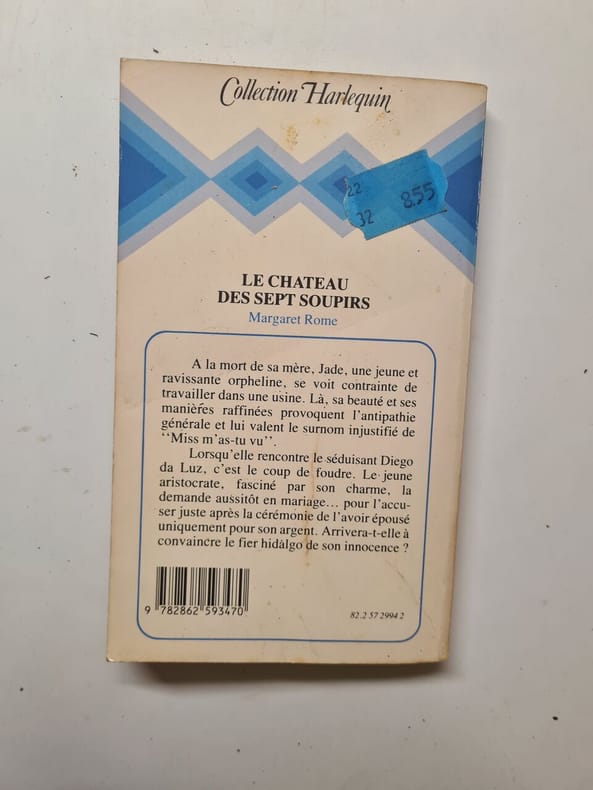 Collection Harlequin
22
32 8.55
LE CHATEAU
DES SEPT SOUPIRS
Margaret Rome
A la mort de sa mère, Jade, une jeune et
ravissante orpheline, se voit contrainte de
travailler dans une usine. Là, sa beauté et ses
manières raffinées provoquent l'antipathie
générale et lui valent le surnom injustifié de
''Miss m'as-tu vu''.
Lorsqu'elle rencontre le séduisant Diego
da Luz, c'est le coup de foudre. Le jeune
aristocrate, fasciné par son charme, la
demande aussitôt en mariage... pour l'accu-
ser juste après la cérémonie de l'avoir épousé
uniquement pour son argent. Arrivera-t-elle à
convaincre le fier hidalgo de son innocence ?
9 782862 593470
82.2 57 2994 2